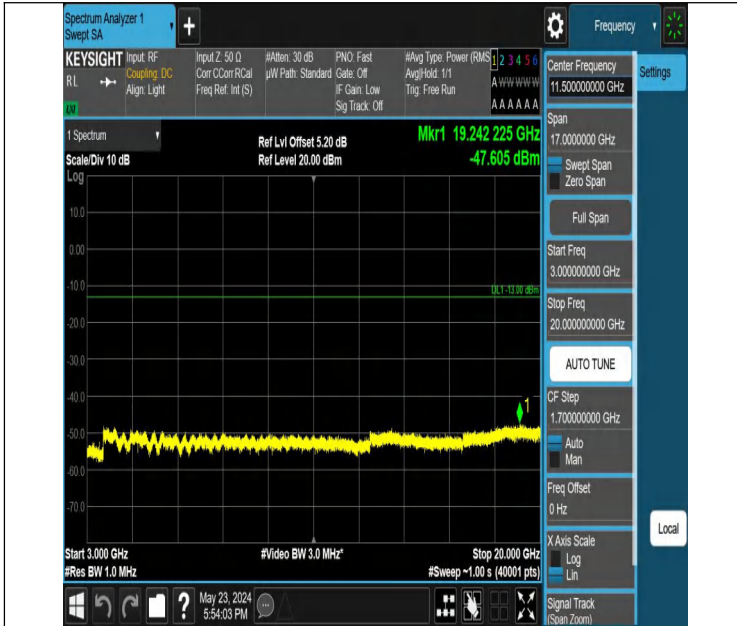 Spectrum Analyzer 1
Swept SA
+
Frequency
KEYSIGHT
RL
Input: RF
Coupling: DC
Align: Light
Input Z: 50 Ω
Corr CCorr RCal
Freq Ref: Int (S)
#Atten: 30 dB
µW Path: Standard
PNO: Fast
Gate: Off
IF Gain: Low
Sig Track: Off
#Avg Type: Power (RMS
Avg|Hold: 1/1
Trig: Free Run
1 2 3 4 5 6
A W W W W W
A A A A A A
1 Spectrum
Scale/Div 10 dB
Ref Lvl Offset 5.20 dB
Ref Level 20.00 dBm
Mkr1 19.242 225 GHz
-47.605 dBm
Log
10.0
0.00
-10.0
DL1 -13.00 dBm
-20.0
-30.0
-40.0
1
-50.0
-60.0
-70.0
Start 3.000 GHz
#Video BW 3.0 MHz*
Stop 20.000 GHz
#Res BW 1.0 MHz
#Sweep ~1.00 s (40001 pts)
?
May 23, 2024
5:54:03 PM
Center Frequency
11.500000000 GHz
Settings
Span
17.0000000 GHz
Swept Span
Zero Span
Full Span
Start Freq
3.000000000 GHz
Stop Freq
20.000000000 GHz
AUTO TUNE
CF Step
1.700000000 GHz
Auto
Man
Freq Offset
0 Hz
X Axis Scale
Log
Lin
Local
Signal Track
(Span Zoom)